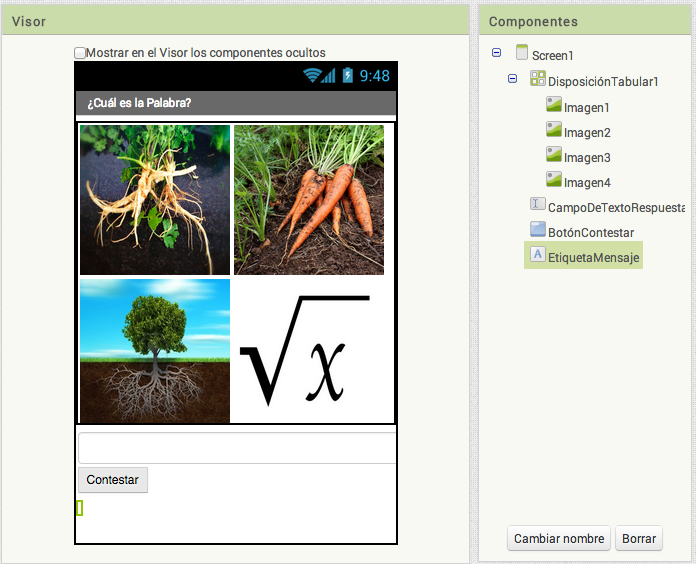 Visor
Mostrar en el Visor los componentes ocultos
9:48
¿Cuál es la Palabra?
√x
Contestar
Componentes
Screen1
DisposiciónTabular1
Imagen1
Imagen2
Imagen3
Imagen4
CampoDeTextoRespuesta
BotónContestar
A EtiquetaMensaje
Cambiar nombre
Borrar